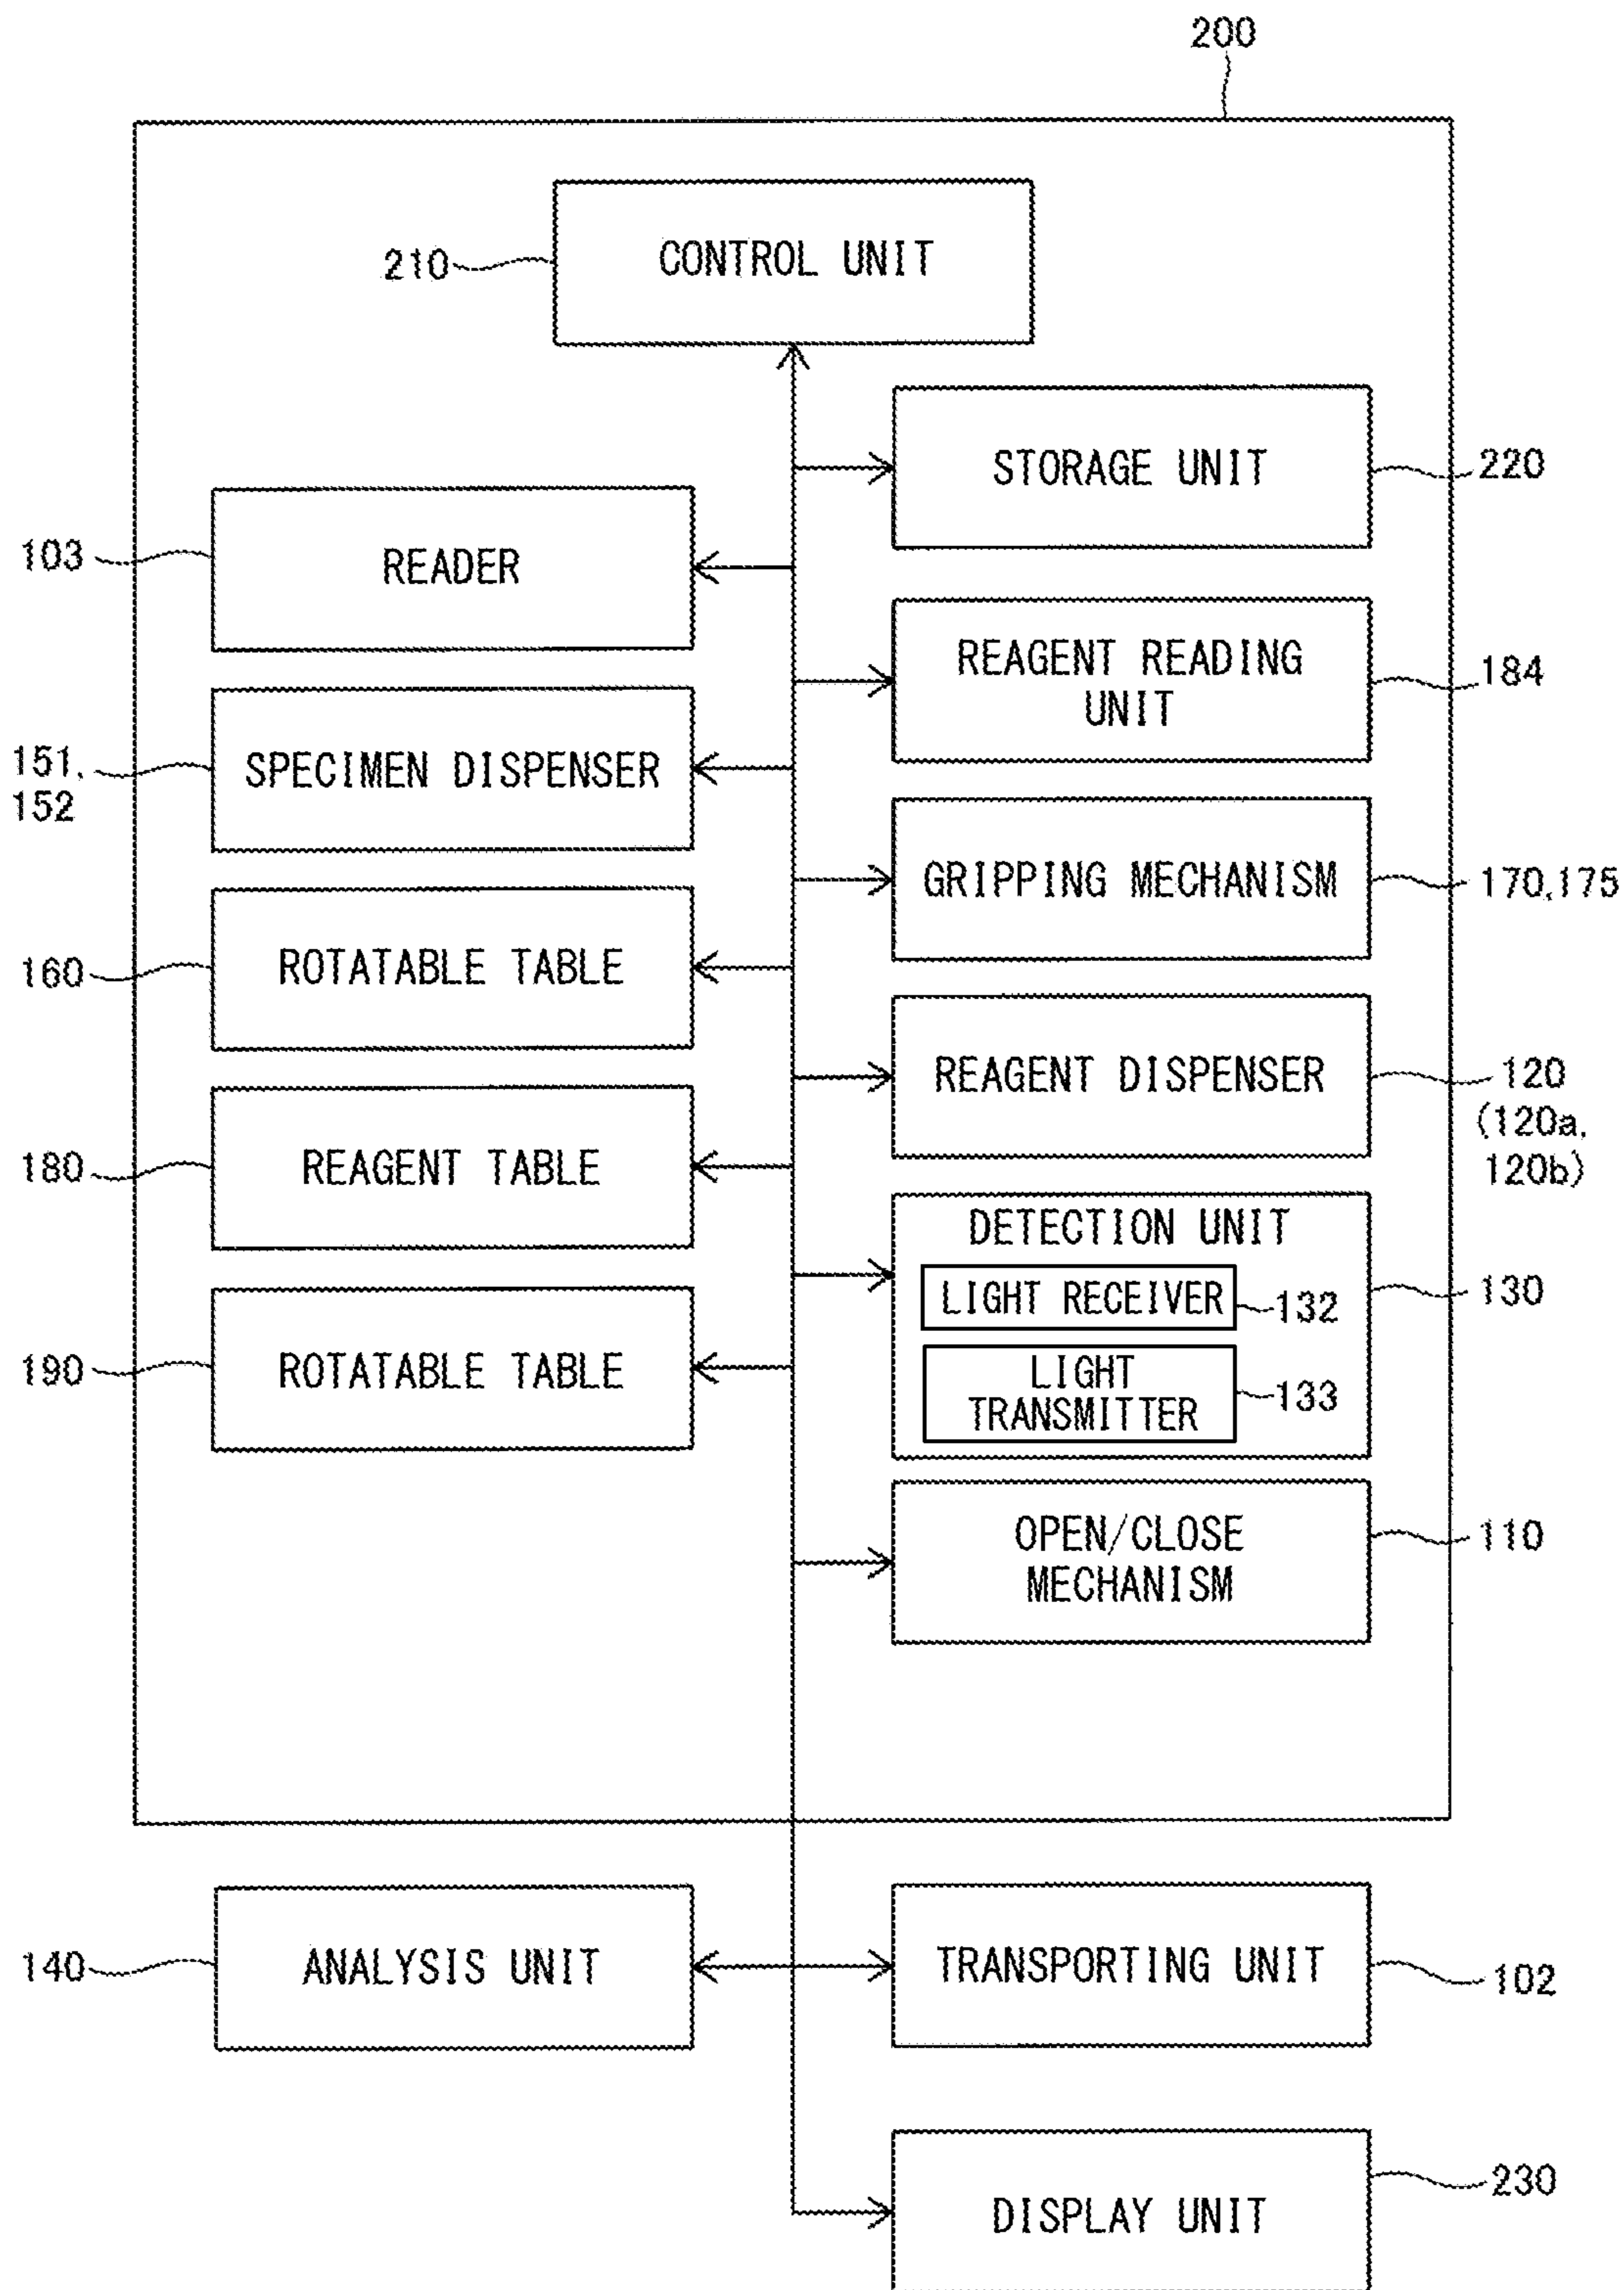 200
210
CONTROL UNIT
STORAGE UNIT
220
103
READER
REAGENT READING
UNIT
184
151,
152
SPECIMEN DISPENSER
GRIPPING MECHANISM
170,175
160
ROTATABLE TABLE
REAGENT DISPENSER
120
(120a,
120b)
180
REAGENT TABLE
DETECTION UNIT
LIGHT RECEIVER
132
130
LIGHT
TRANSMITTER
133
190
ROTATABLE TABLE
OPEN/CLOSE
MECHANISM
110
140
ANALYSIS UNIT
TRANSPORTING UNIT
102
DISPLAY UNIT
230